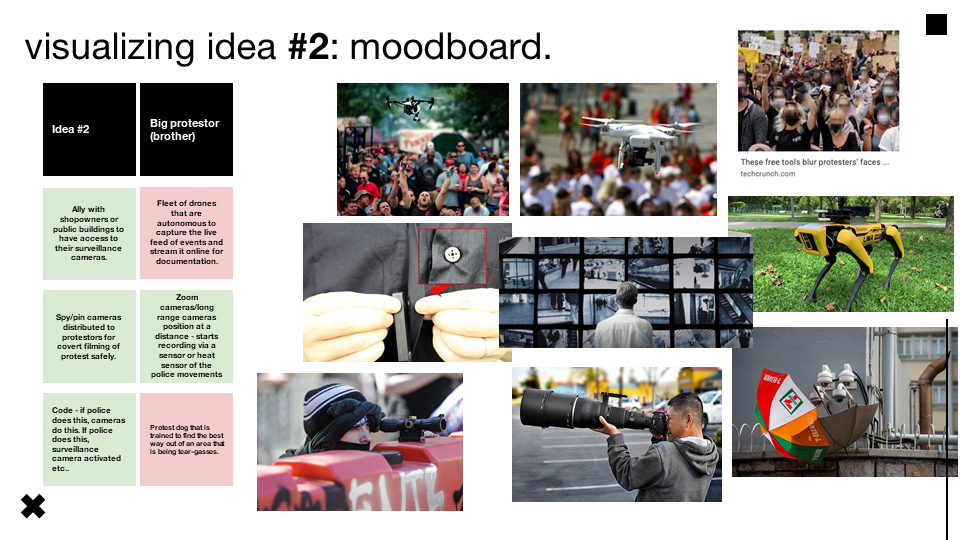 visualizing idea #2: moodboard.
Idea #2
Big protestor
(brother)
Ally with
shopowners or
public buildings to
have access to
their surveillance
cameras.
Fleet of drones
that are
autonomous to
capture the live
feed of events and
stream it online for
documentation.
Spy/pin cameras
distributed to
protestors for
covert filming of
protest safely.
Zoom
cameras/long
range cameras
position at a
distance - starts
recording via a
sensor or heat
sensor of the
police movements
Code - if police
does this, cameras
do this. If police
does this,
surveillance
camera activated
etc..
Protest dog that is
trained to find the best
way out of an area that
is being tear-gasses.
These free tools blur protesters' faces ...
techcrunch.com
7-ELEVEN